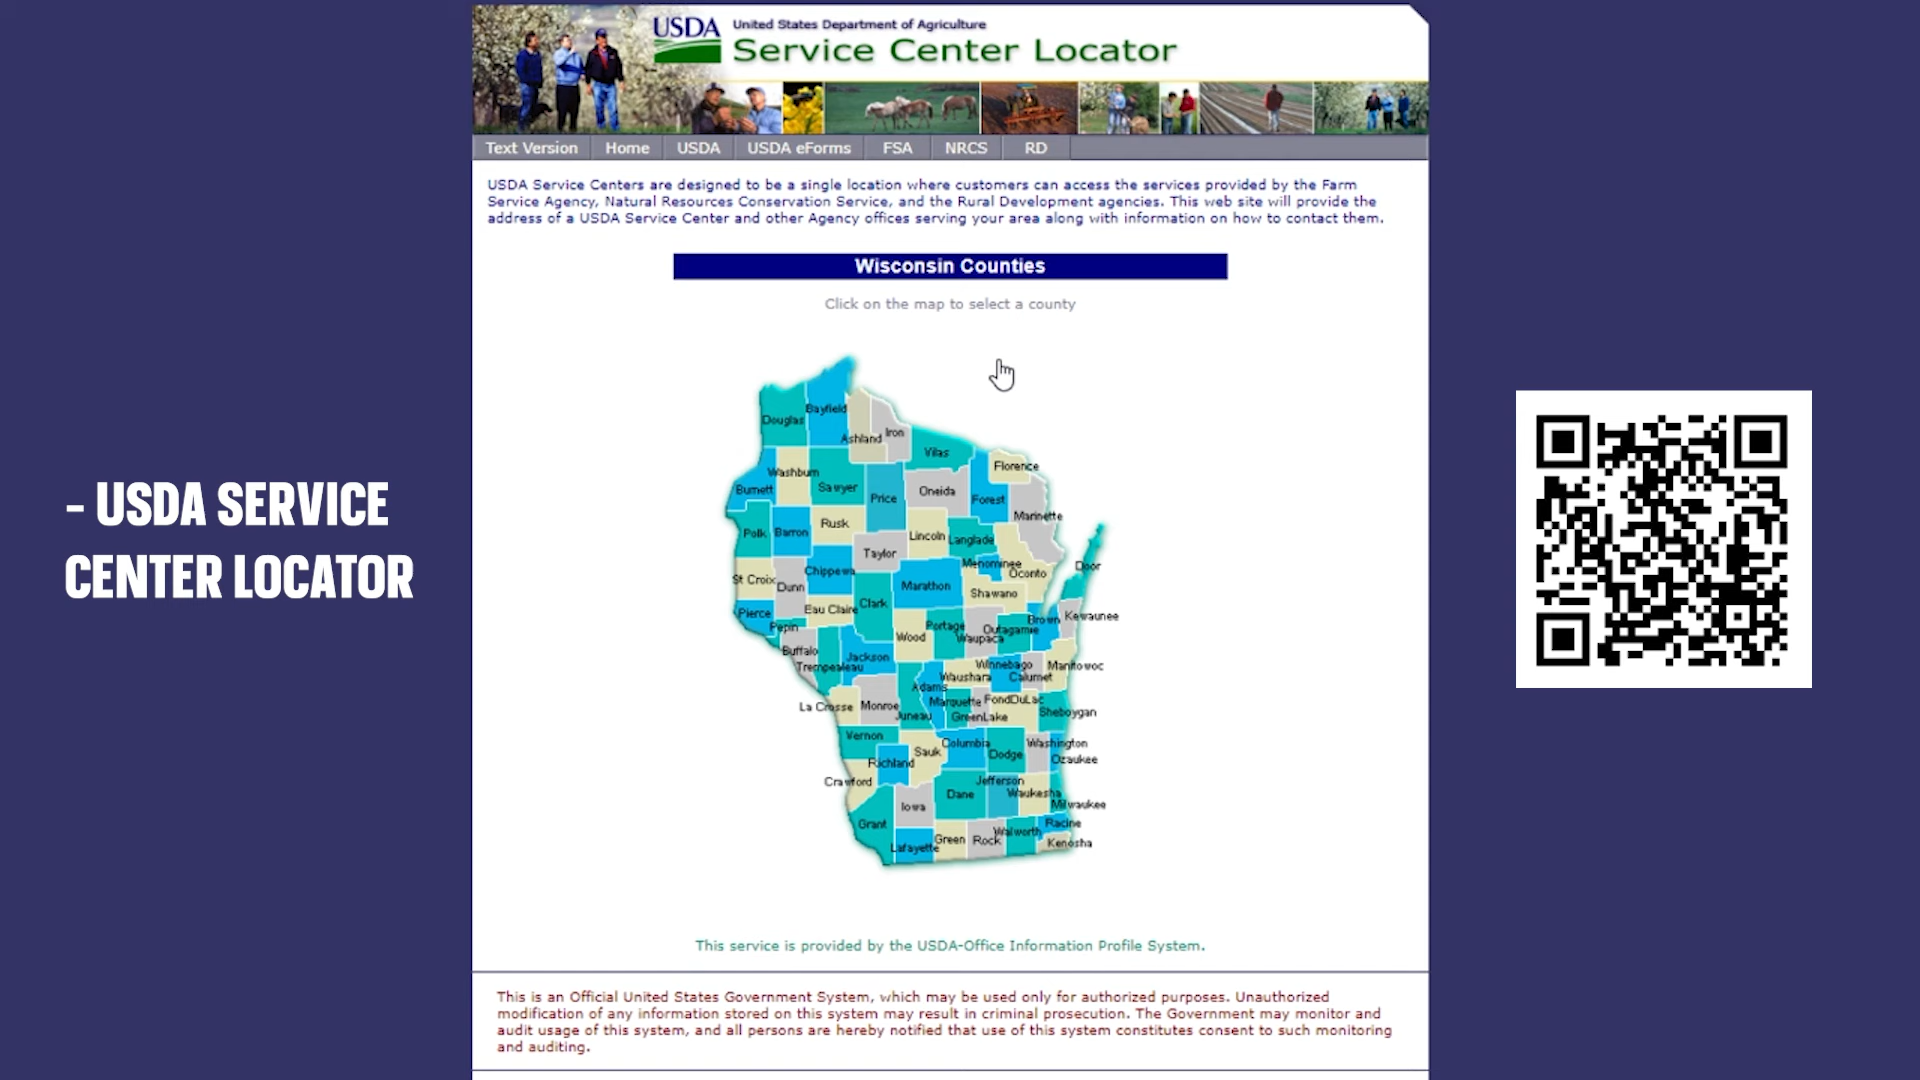 - USDA SERVICE
CENTER LOCATOR
USDA
United States Department of Agriculture
Service Center Locator
Text Version Home USDA USDA eForms FSA NRCS RD
USDA Service Centers are designed to be a single location where customers can access the services provided by the Farm
Service Agency, Natural Resources Conservation Service, and the Rural Development agencies. This web site will provide the
address of a USDA Service Center and other Agency offices serving your area along with information on how to contact them.
Wisconsin Counties
Click on the map to select a county
Bayfield
Douglas
Ashland
Iron
Vilas
Florence
Washburn
Burnett
Sawyer
Price
Oneida
Forest
Marinette
Polk
Barron
Rusk
Lincoln
Langlade
Taylor
Menominee
Oconto
Door
St Croix
Dunn
Chippewa
Clark
Marathon
Shawano
Pierce
Pepin
Eau Claire
Wood
Portage
Waupaca
Outagamie
Brown
Kewaunee
Buffalo
Trempealeau
Jackson
Adams
Waushara
Winnebago
Calumet
Manitowoc
La Crosse
Monroe
Juneau
Marquette
GreenLake
FondDuLac
Sheboygan
Vernon
Richland
Sauk
Columbia
Dodge
Washington
Ozaukee
Crawford
Iowa
Dane
Jefferson
Waukesha
Milwaukee
Grant
Lafayette
Green
Rock
Walworth
Racine
Kenosha
This service is provided by the USDA-Office Information Profile System.
This is an Official United States Government System, which may be used only for authorized purposes. Unauthorized
modification of any information stored on this system may result in criminal prosecution. The Government may monitor and
audit usage of this system, and all persons are hereby notified that use of this system constitutes consent to such monitoring
and auditing.